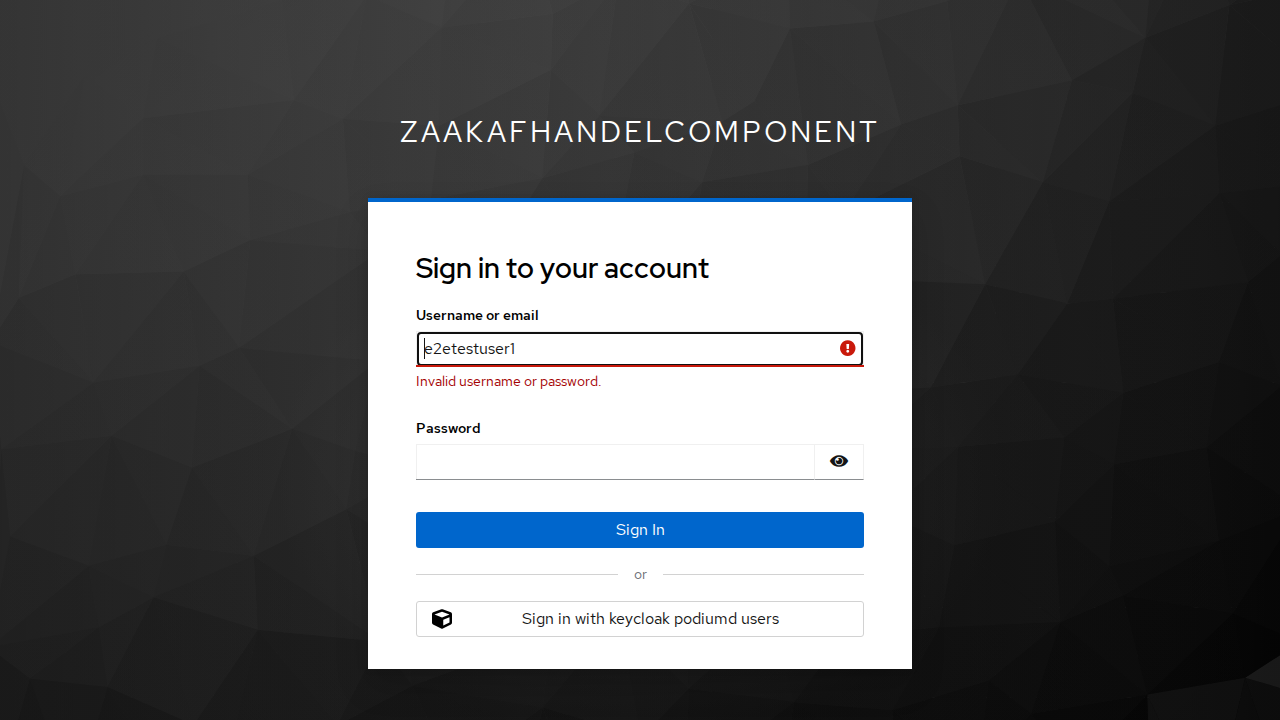 ZAAKAFHANDELCOMPONENT
Sign in to your account
Username or email
e2etestuser1
Invalid username or password.
Password
Sign In
or
Sign in with keycloak podiumd users